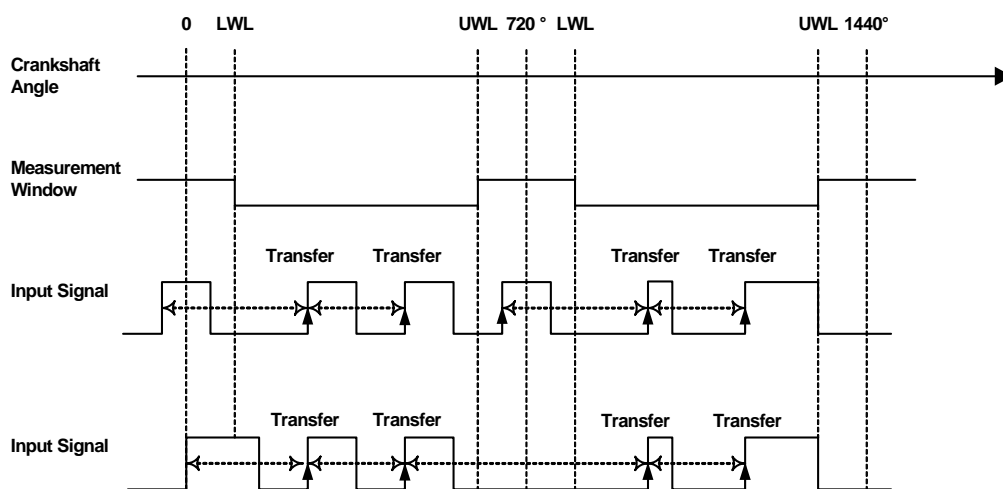 0 LWL UWL 720 ° LWL UWL 1440°
Crankshaft
Angle
Measurement
Window
Transfer Transfer Transfer Transfer
Input Signal
Transfer Transfer Transfer Transfer
Input Signal